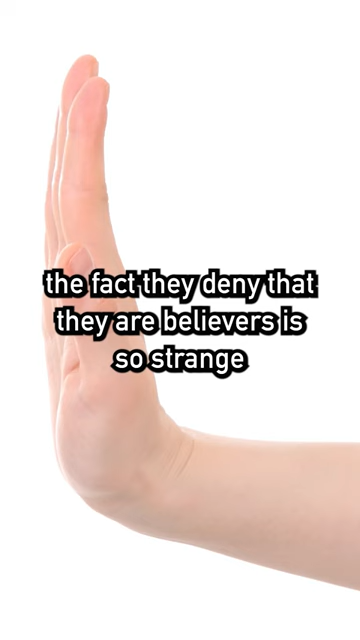 the fact they deny that
they are believers is
so strange